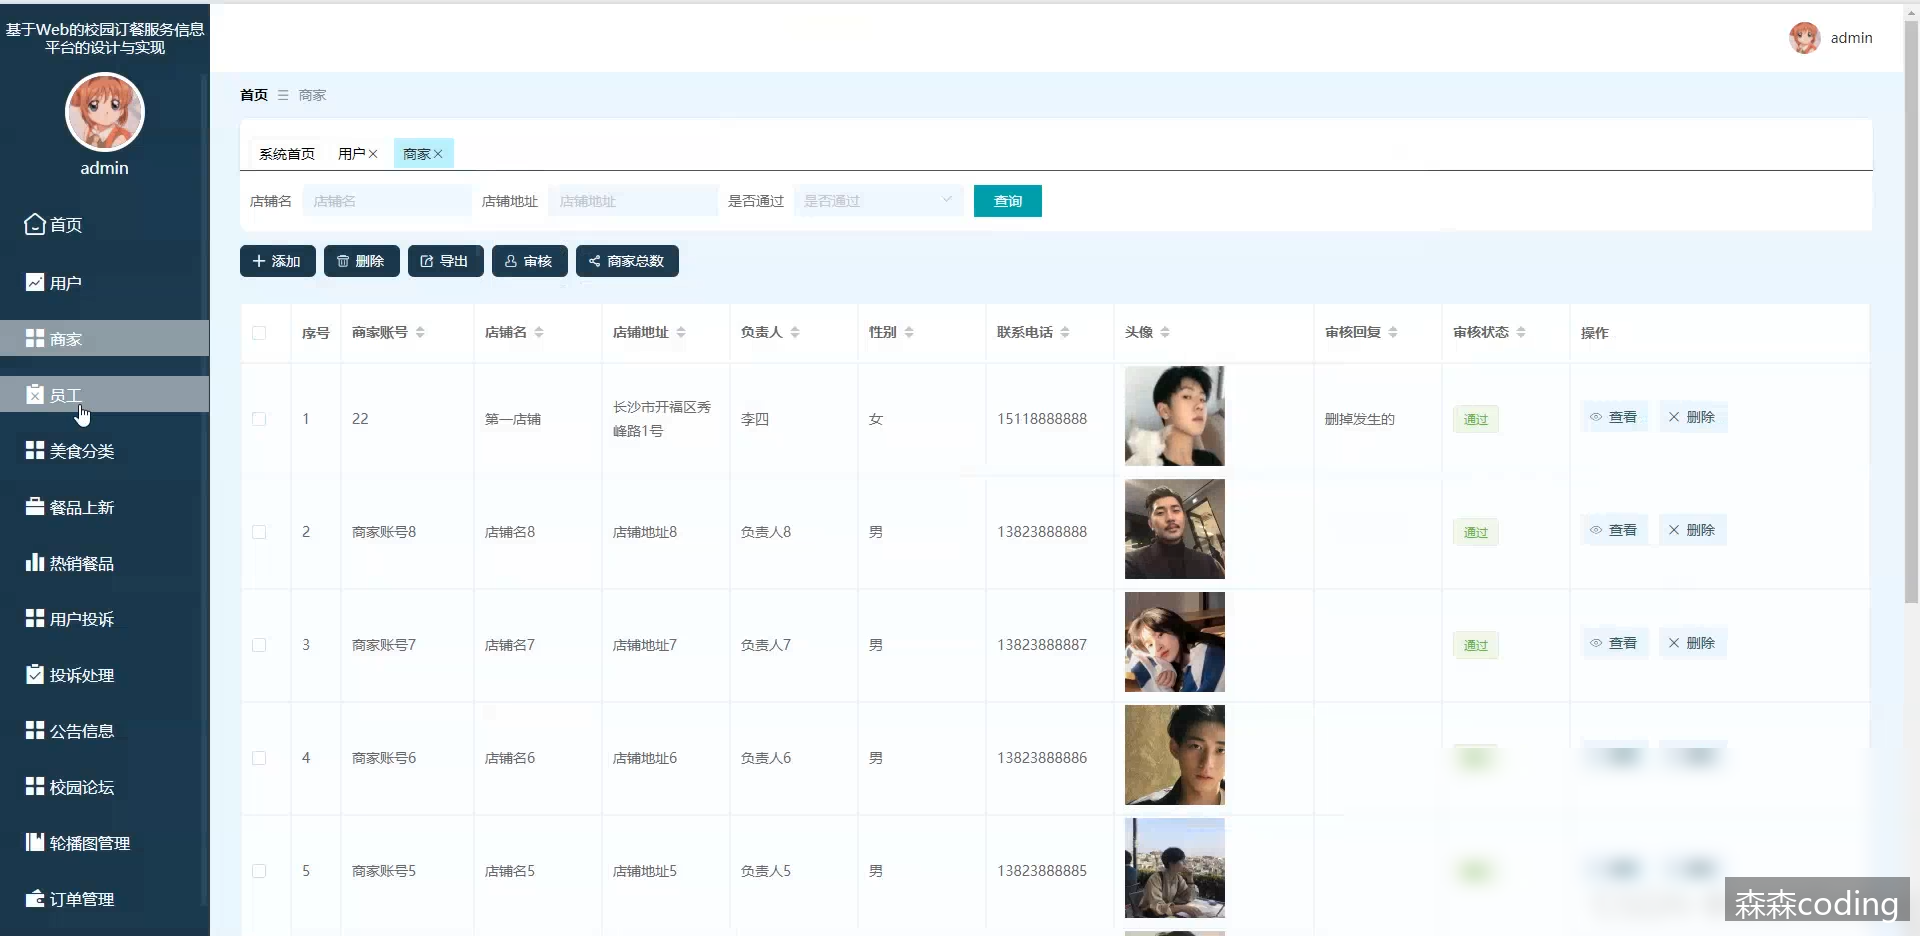 基于Web的校园订餐服务信息
平台的设计与实现
admin
首页
用户
商家
员工
美食分类
餐品上新
热销餐品
用户投诉
投诉处理
公告信息
校园论坛
轮播图管理
订单管理
admin
首页 商家
系统首页 用户 商家
店铺名 店铺名 店铺地址 店铺地址 是否通过 是否通过 查询
添加 删除 导出 审核 商家总数
序号 商家账号 店铺名 店铺地址 负责人 性别 联系电话 头像 审核回复 审核状态 操作
1 22 第一店铺 长沙市开福区秀
峰路1号 李四 女 15118888888 删掉发生的 通过 查看 删除
2 商家账号8 店铺名8 店铺地址8 负责人8 男 13823888888 通过 查看 删除
3 商家账号7 店铺名7 店铺地址7 负责人7 男 13823888887 通过 查看 删除
4 商家账号6 店铺名6 店铺地址6 负责人6 男 13823888886
5 商家账号5 店铺名5 店铺地址5 负责人5 男 13823888885
森森coding